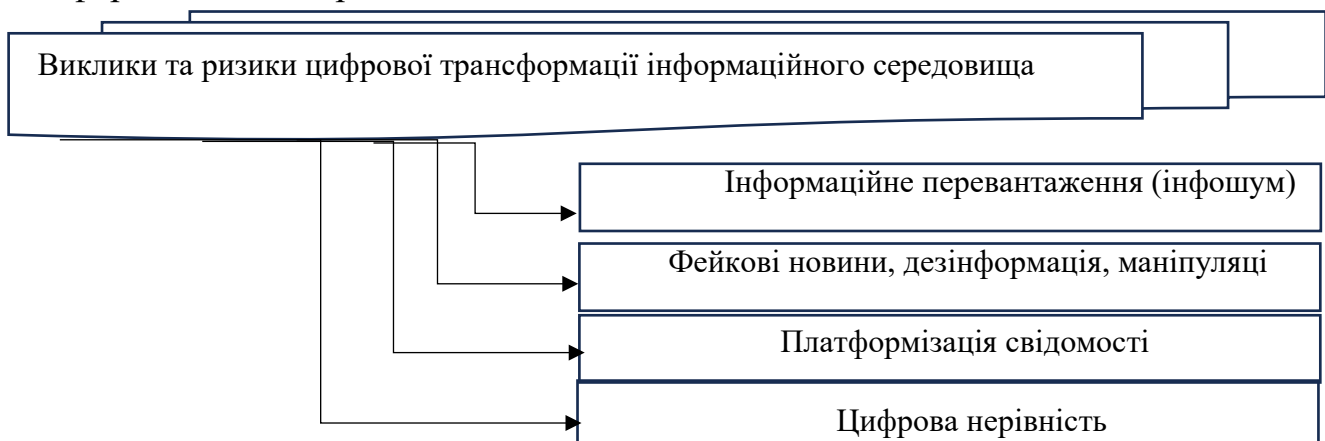 Виклики та ризики цифрової трансформації інформаційного середовища
Інформаційне перевантаження (інфошум)
Фейкові новини, дезінформація, маніпуляці
Платформізація свідомості
Цифрова нерівність